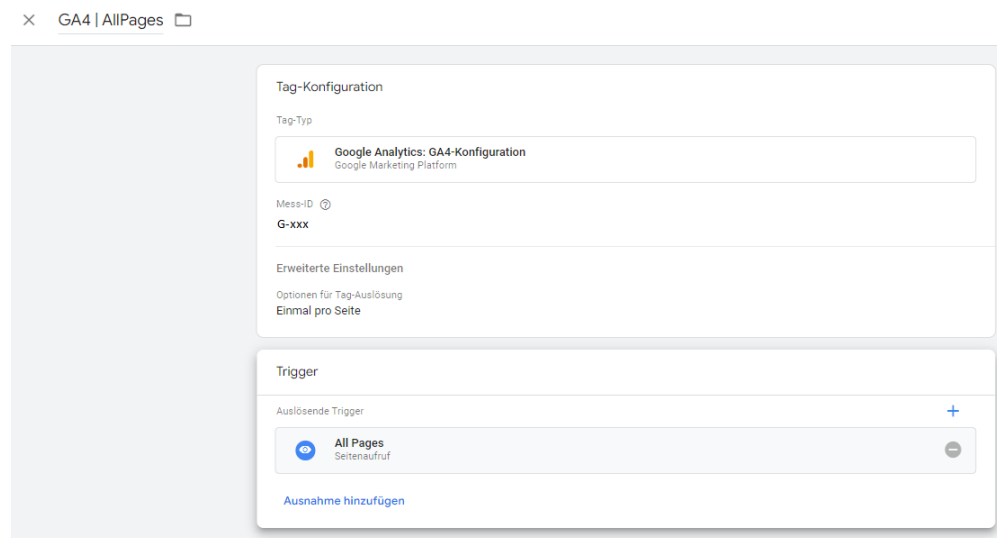 GA4 | AllPages
Tag-Konfiguration
Tag-Typ
Google Analytics: GA4-Konfiguration
Google Marketing Platform
Mess-ID
G-xxx
Erweiterte Einstellungen
Optionen für Tag-Auslösung
Einmal pro Seite
Trigger
Auslösende Trigger
All Pages
Seitenaufruf
Ausnahme hinzufügen